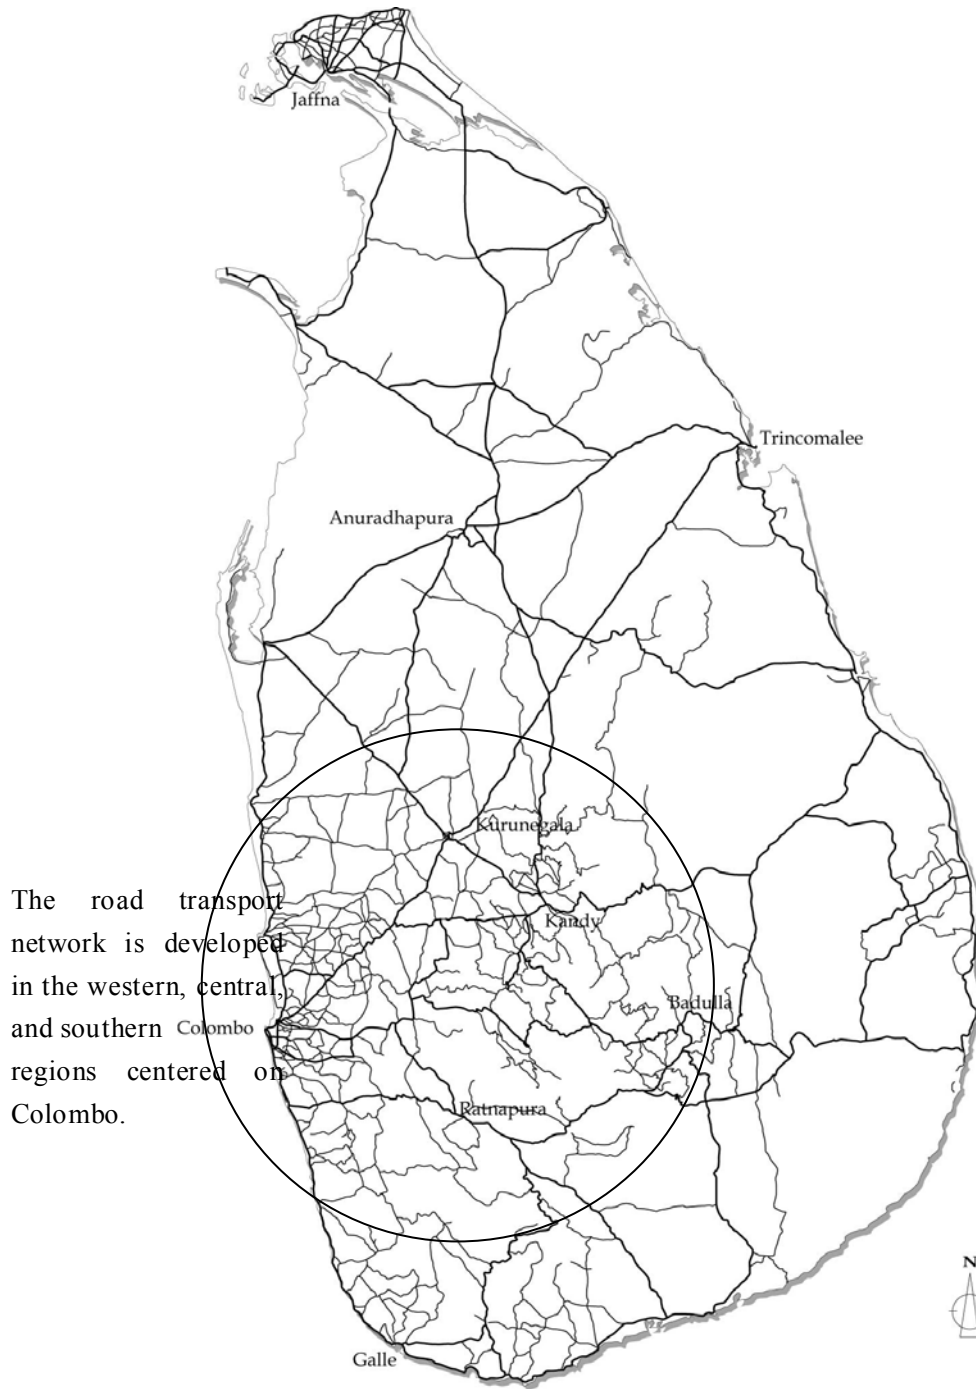 Jaffna
Trincomalee
Anuradhapura
Kurunegala
The road transport
network is developed
Kandy
in the western, central,
Badulla
and southern
Colombo
regions centered on
Colombo.
Ratnapura
N
Galle